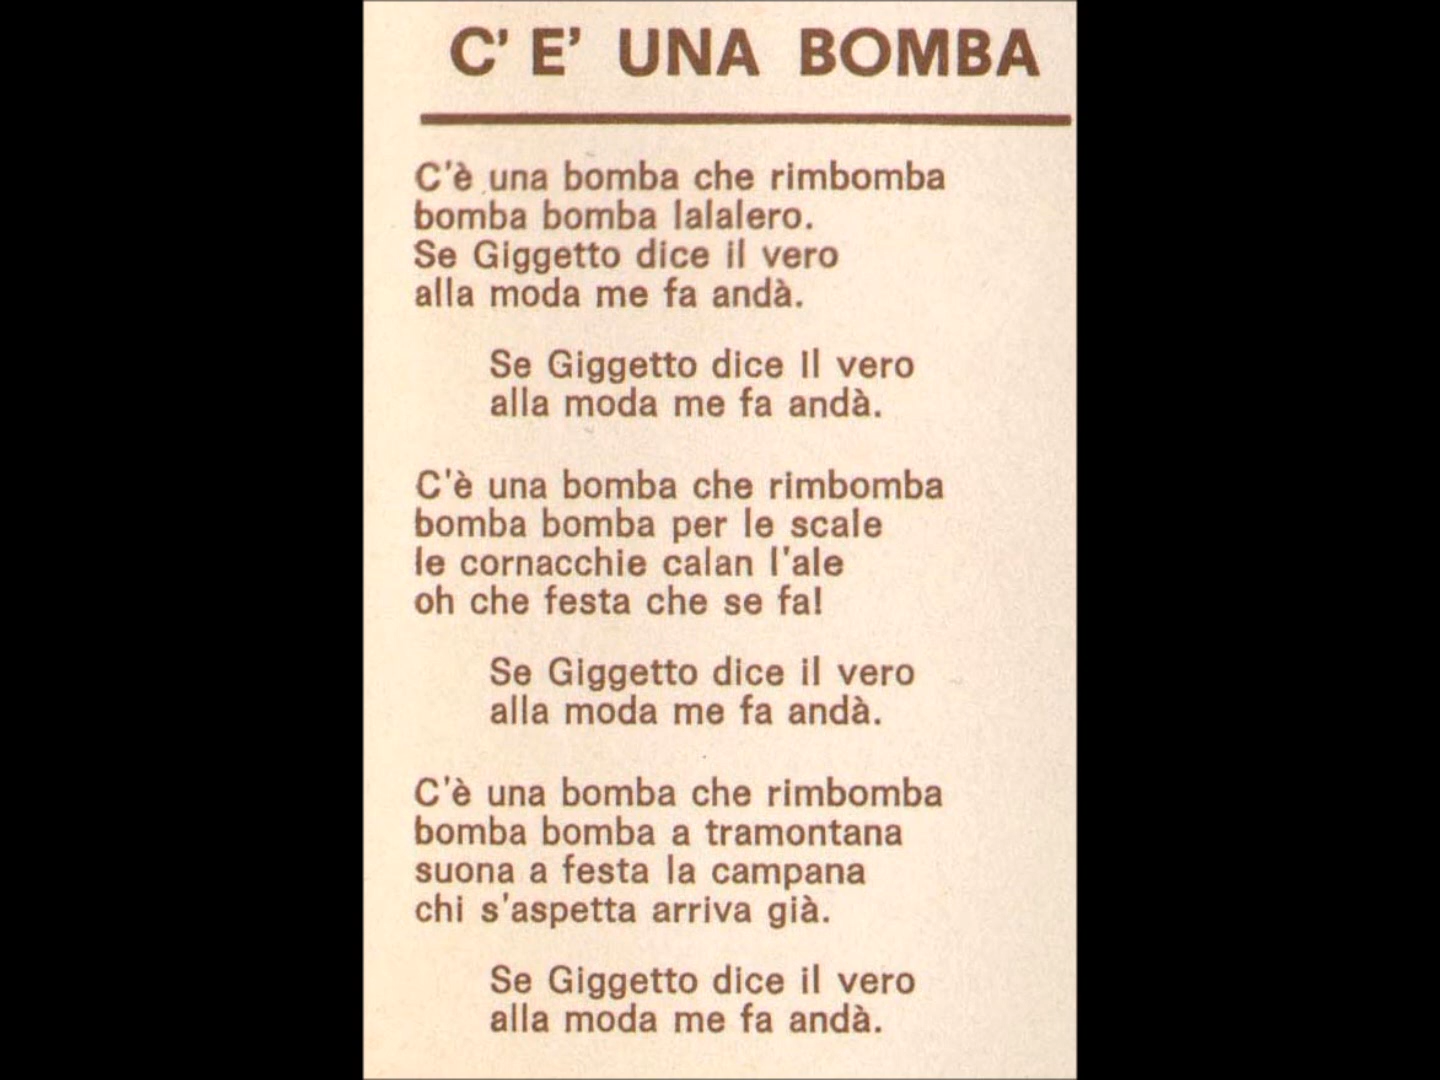 C' E' UNA BOMBA
C'è una bomba che rimbomba
bomba bomba lalalero.
Se Giggetto dice il vero
alla moda me fa andà.
Se Giggetto dice il vero
alla moda me fa andà.
C'è una bomba che rimbomba
bomba bomba per le scale
le cornacchie calan l'ale
oh che festa che se fa!
Se Giggetto dice il vero
alla moda me fa andà.
C'è una bomba che rimbomba
bomba bomba a tramontana
suona a festa la campana
chi s'aspetta arriva già.
Se Giggetto dice il vero
alla moda me fa andà.